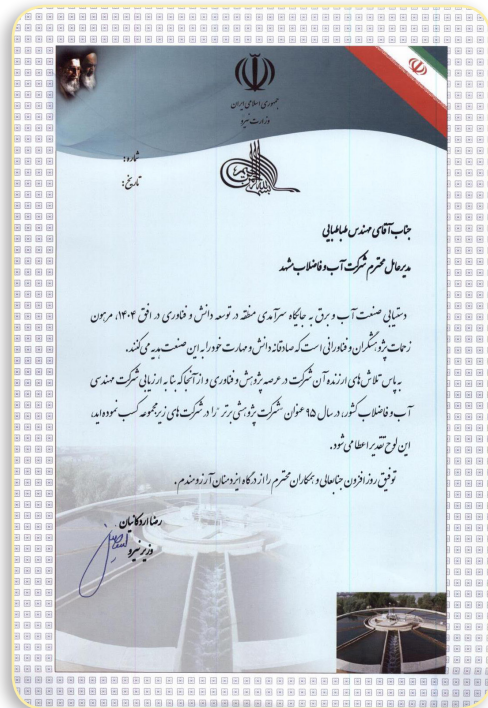 جمهوری اسلامی ایران
وزارت نیرو
شماره:
تاریخ:
جناب آقای مهندس طباطبایی
مدیرعامل محترم شرکت آب و فاضلاب مشهد
دستیابی صنعت آب و برق به جایگاه سرآمدی منطقه در توسعه دانش و فناوری در افق ۱۴۰۴، مرهون
زحمات پژوهشگران و فناورانی است که صادقانه دانش و مهارت خود را به این صنعت هدیه می‌کنند.
به پاس تلاش‌های ارزنده آن شرکت در عرصه پژوهش و فناوری و از آنجا که بنا به ارزیابی شرکت مهندسی
آب و فاضلاب کشور، در سال ۹۵ عنوان "شرکت پژوهشی برتر" را در شرکت‌های زیرمجموعه کسب نموده‌اید،
این لوح تقدیر اعطا می‌شود.
توفیق روز افزون جنابعالی و همکاران محترم را از درگاه ایزد منان آرزومندم.
رضا اردکانیان
وزیر نیرو